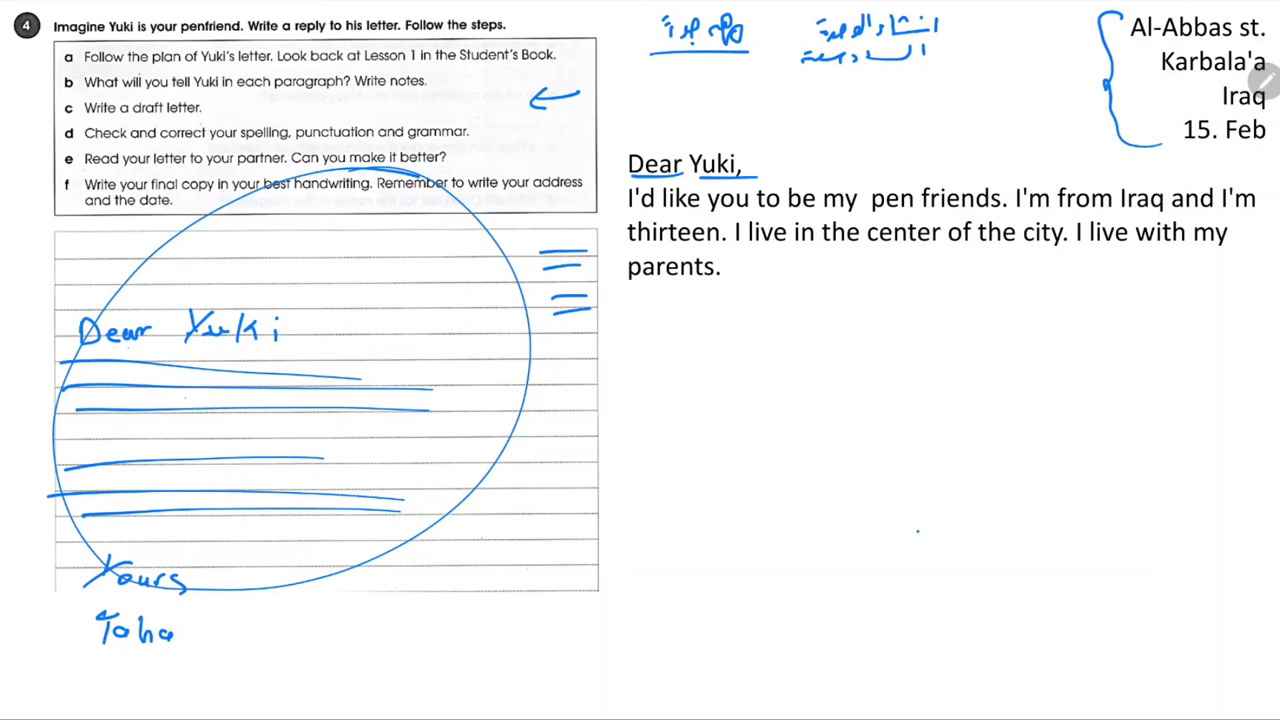 4 Imagine Yuki is your penfriend. Write a reply to his letter. Follow the steps.
a Follow the plan of Yuki's letter. Look back at Lesson 1 in the Student's Book.
b What will you tell Yuki in each paragraph? Write notes.
c Write a draft letter.
d Check and correct your spelling, punctuation and grammar.
e Read your letter to your partner. Can you make it better?
f Write your final copy in your best handwriting. Remember to write your address
and the date.
Dear Yuki
Yours
Taha
Al-Abbas st.
Karbala'a
Iraq
15. Feb
Dear Yuki,
I'd like you to be my pen friends. I'm from Iraq and I'm
thirteen. I live in the center of the city. I live with my
parents.